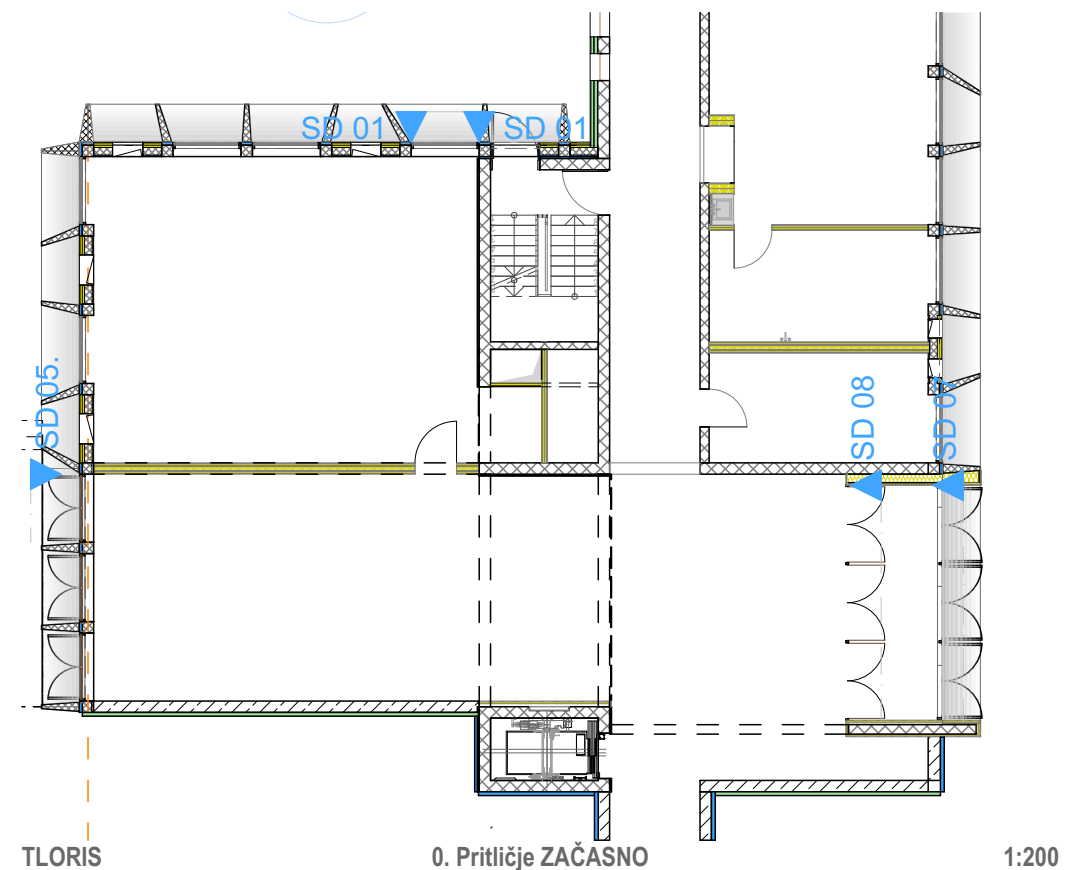 SD 01
SD 01
SD 05.
SD 08
SD 07
TLORIS
0. Pritličje ZAČASNO
1:200